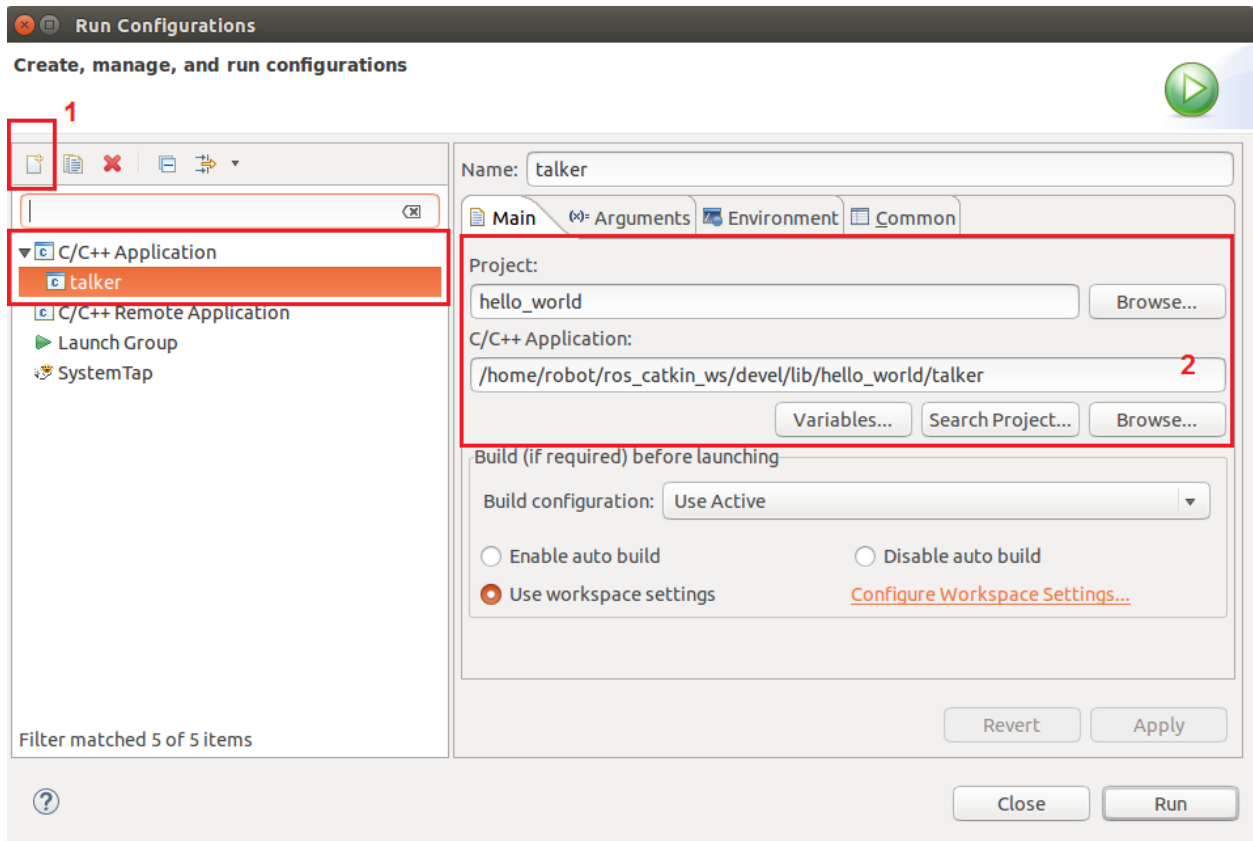 Run Configurations
Create, manage, and run configurations
1
Name: talker
Main (x)= Arguments Environment Common
C/C++ Application
talker
C/C++ Remote Application
Launch Group
SystemTap
Filter matched 5 of 5 items
Project:
hello_world Browse...
C/C++ Application:
/home/robot/ros_catkin_ws/devel/lib/hello_world/talker 2
Variables... Search Project... Browse...
Build (if required) before launching
Build configuration: Use Active
Enable auto build Disable auto build
Use workspace settings Configure Workspace Settings...
Revert Apply
? Close Run